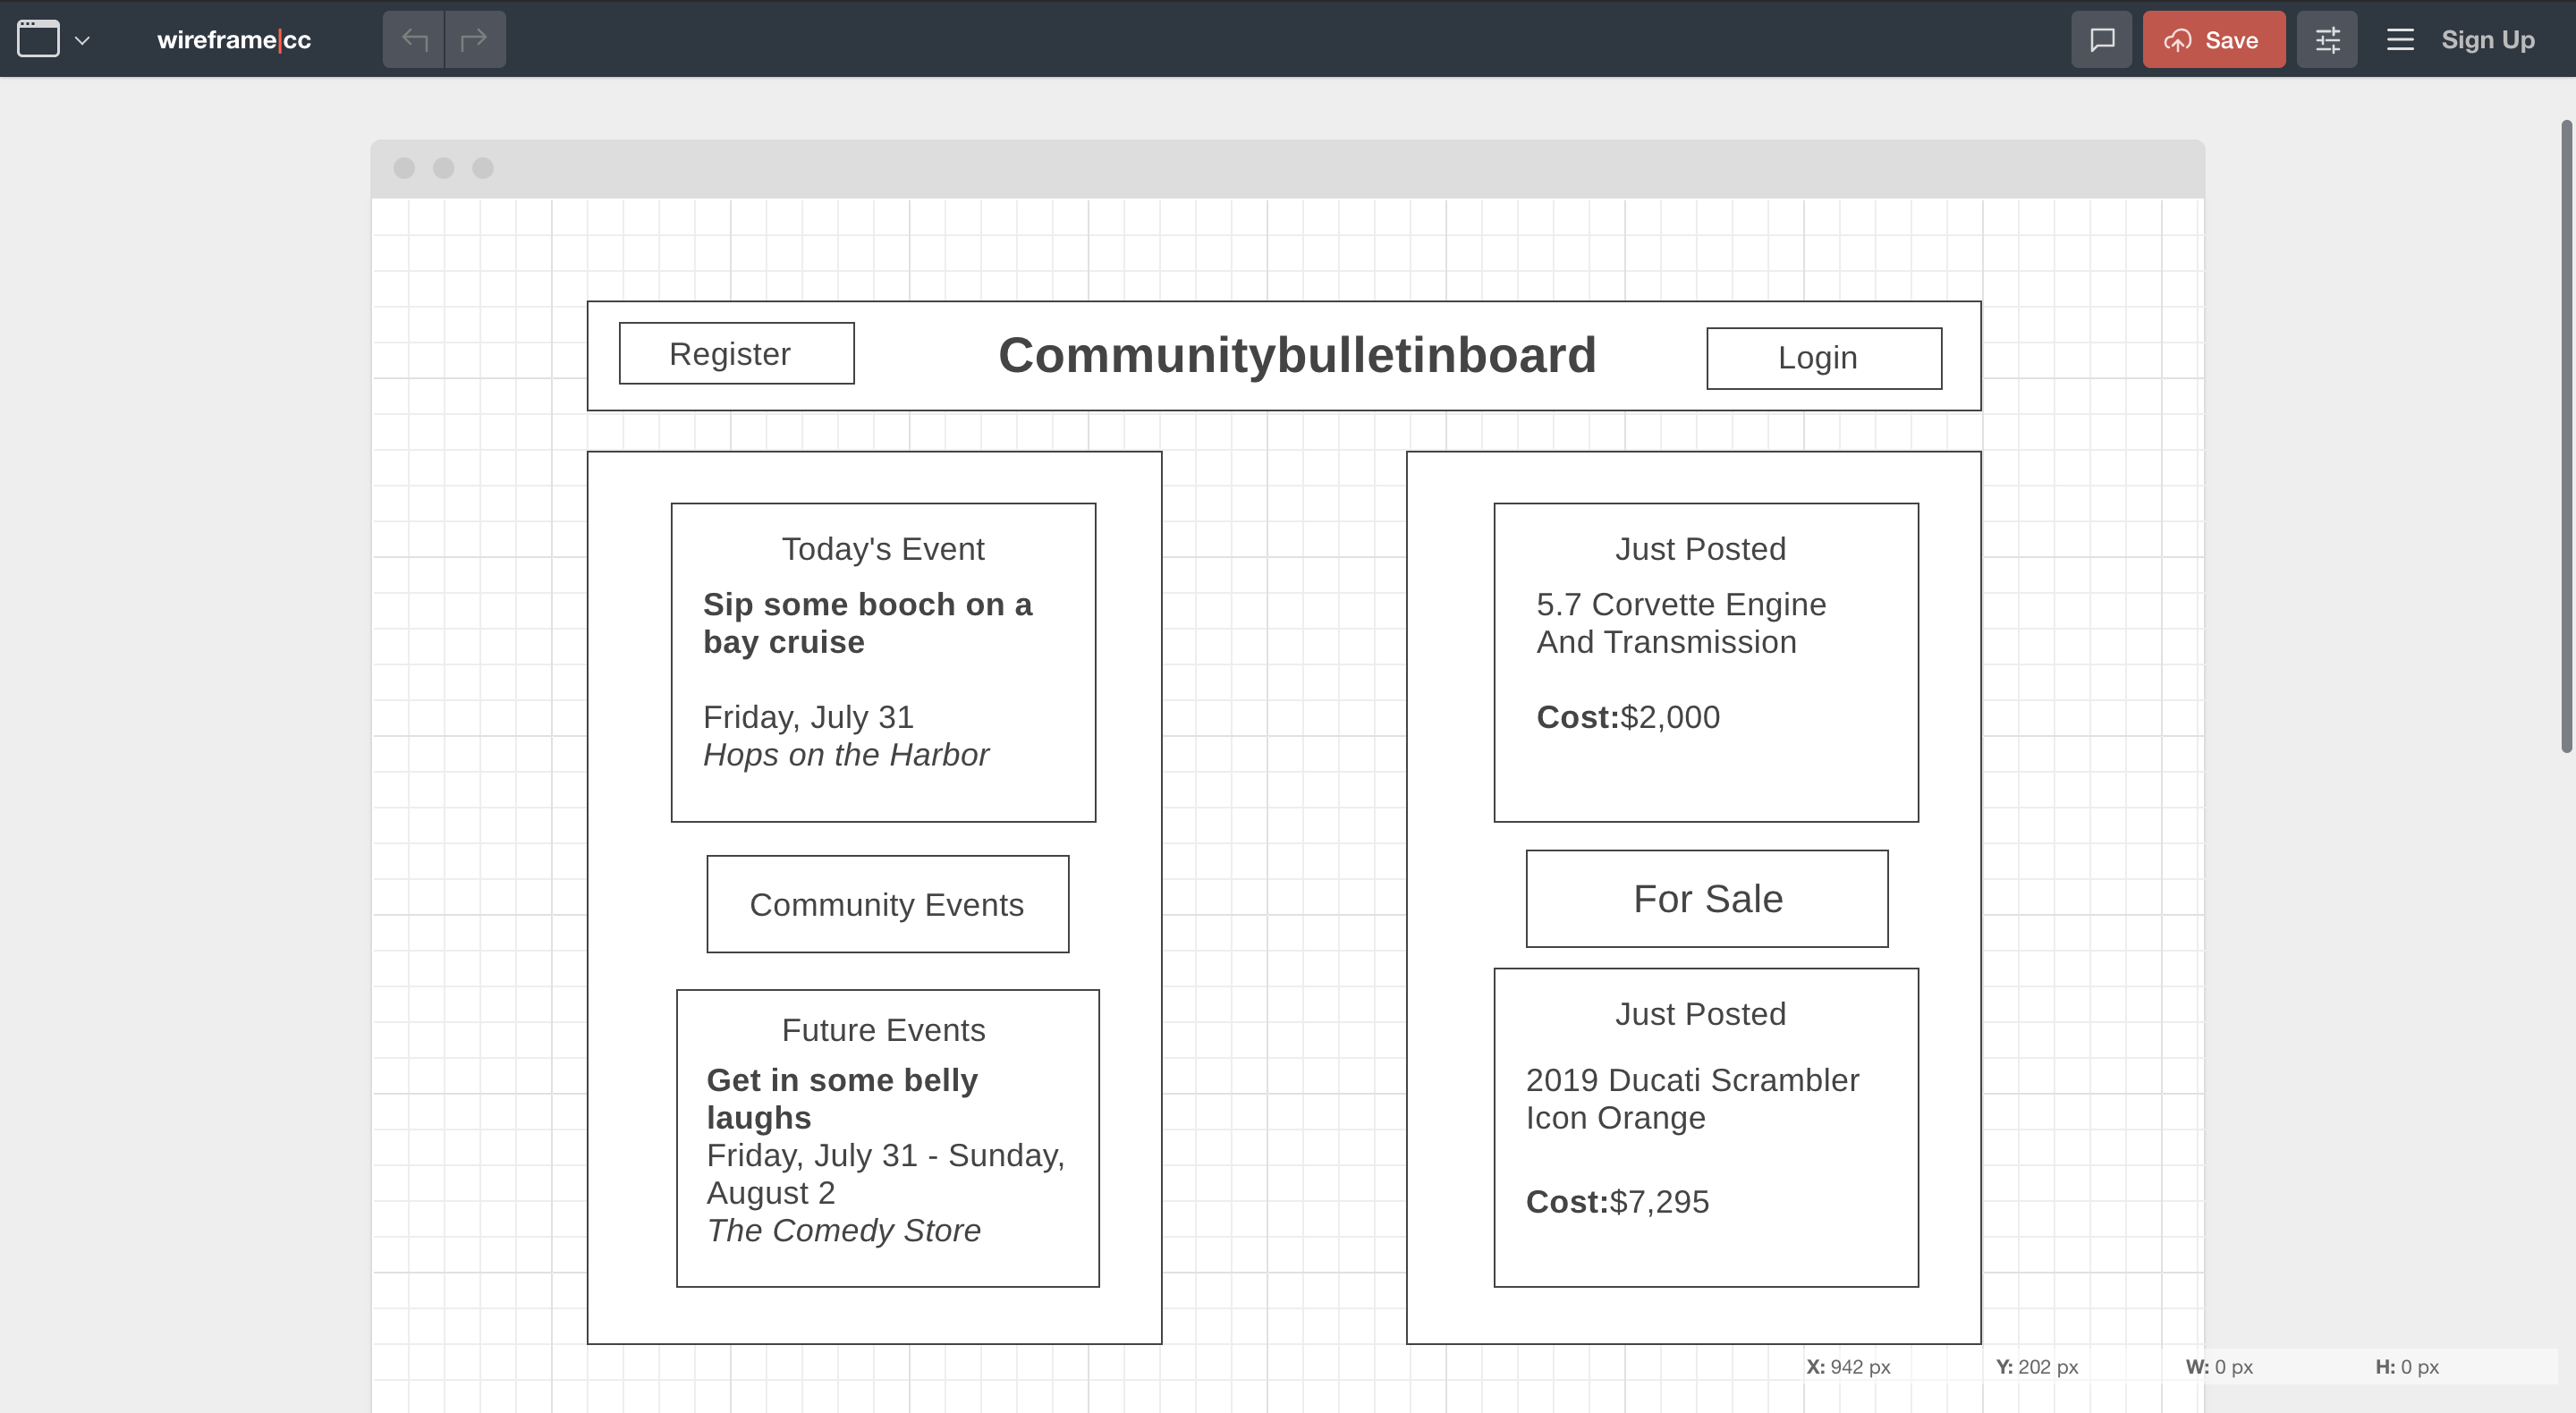 wireframe|cc
Save
Sign Up
Register
Communitybulletinboard
Login
Today's Event
Sip some booch on a
bay cruise
Friday, July 31
Hops on the Harbor
Community Events
Future Events
Get in some belly
laughs
Friday, July 31 - Sunday,
August 2
The Comedy Store
Just Posted
5.7 Corvette Engine
And Transmission
Cost:$2,000
For Sale
Just Posted
2019 Ducati Scrambler
Icon Orange
Cost:$7,295
X: 942 px
Y: 202 px
W: 0 px
H: 0 px